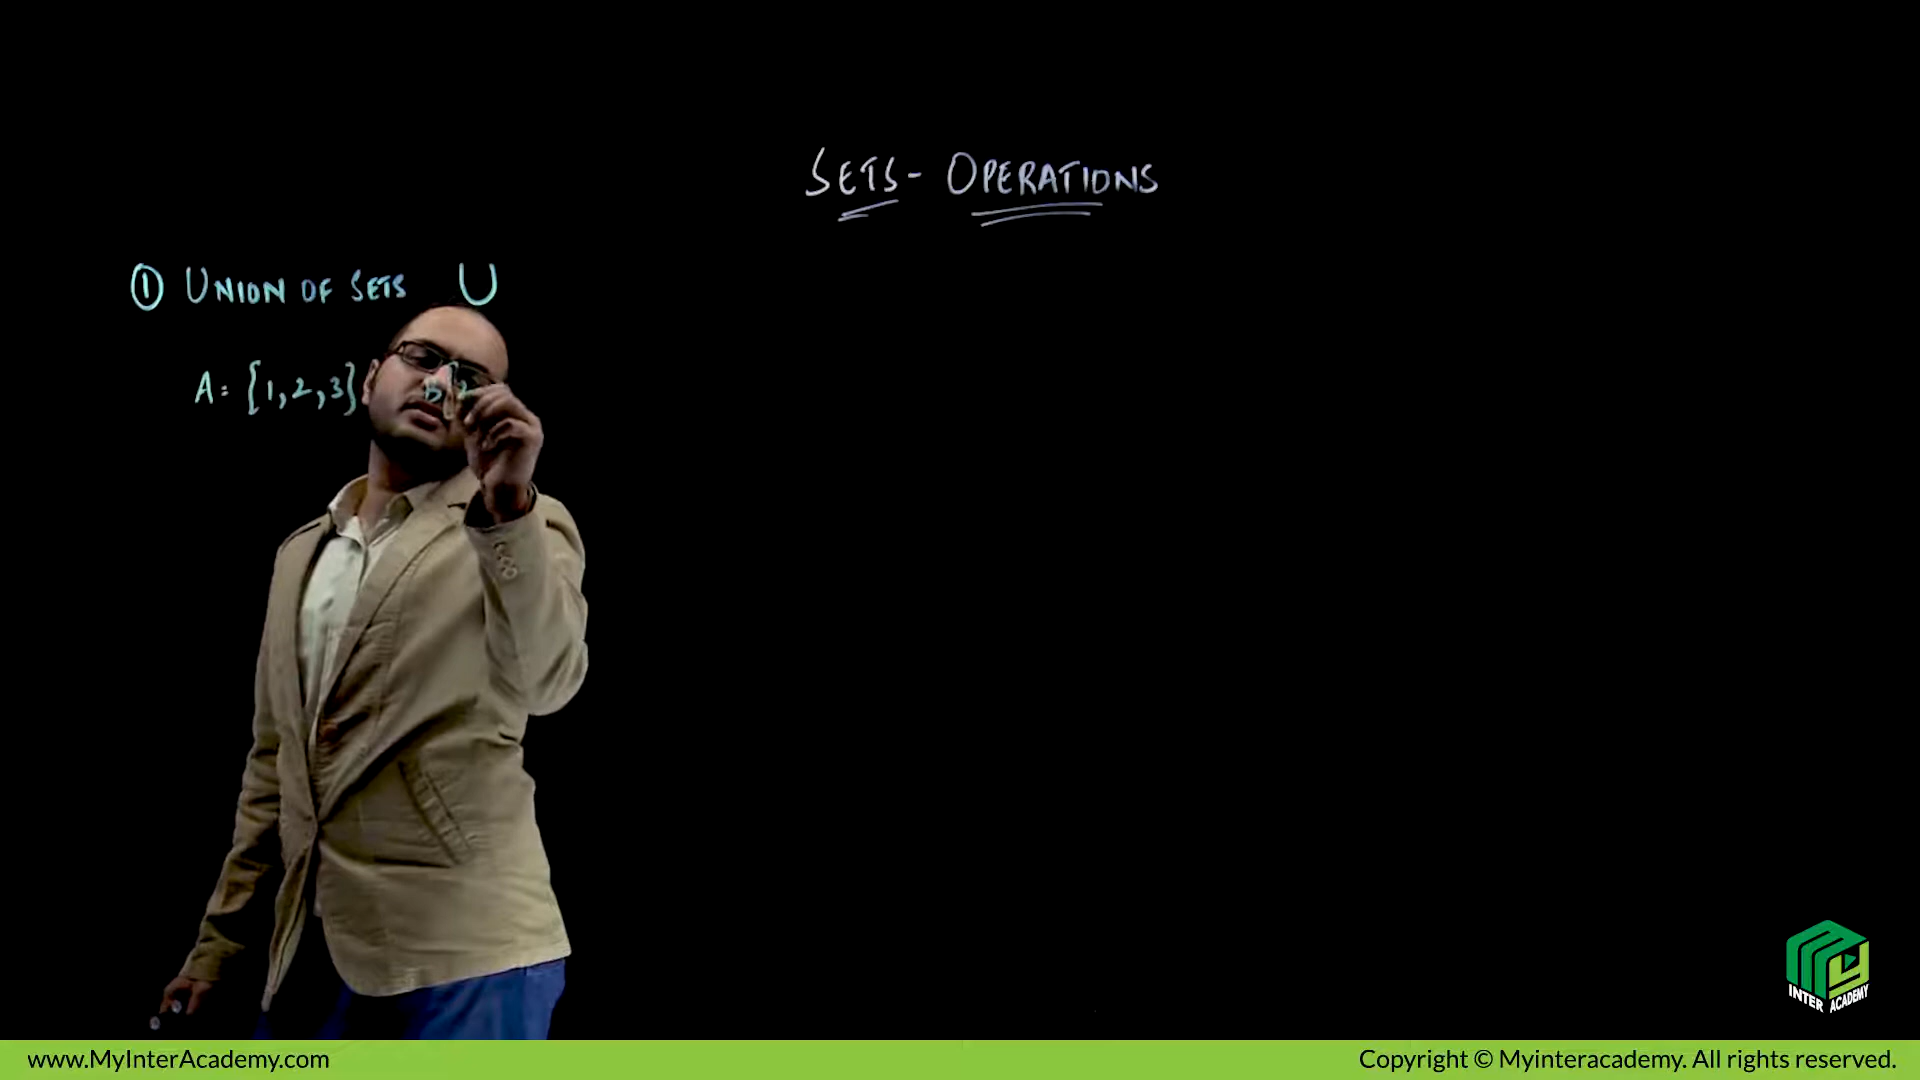 SETS - OPERATIONS
① UNION OF SETS ∪
A = {1,2,3} B {
INTER ACADEMY
www.MyInterAcademy.com
Copyright © Myinteracademy. All rights reserved.